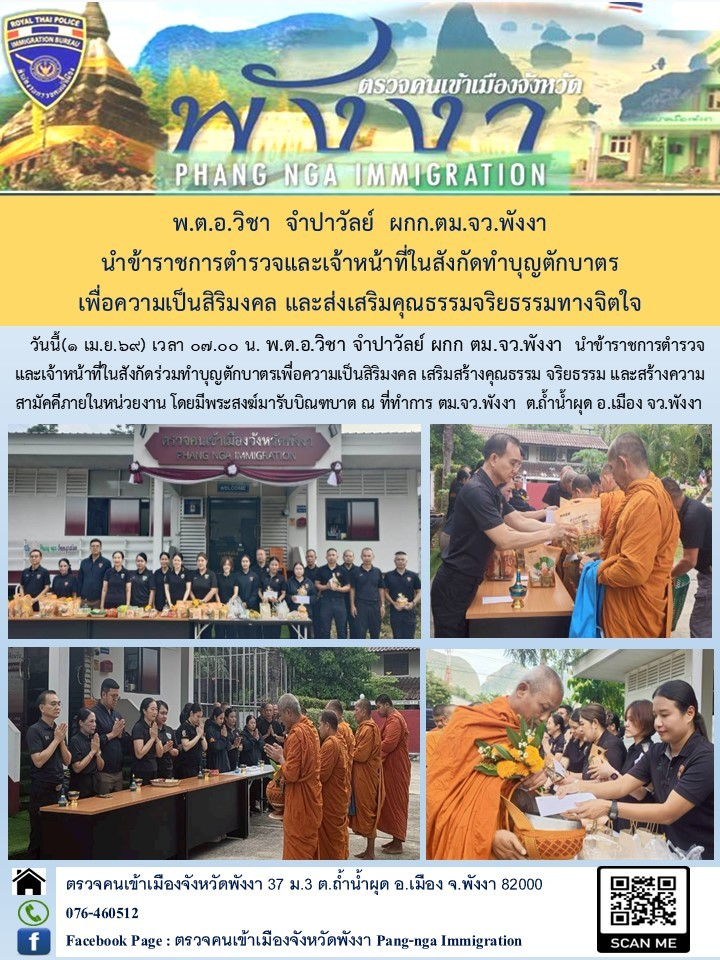 ROYAL THAI POLICE
IMMIGRATION BUREAU
ตรวจคนเข้าเมืองจังหวัด
พังงา
PHANG NGA IMMIGRATION
พ.ต.อ.วิชา จำปาวัลย์ ผกก.ตม.จว.พังงา
นำข้าราชการตำรวจและเจ้าหน้าที่ในสังกัดทำบุญตักบาตร
เพื่อความเป็นสิริมงคล และส่งเสริมคุณธรรมจริยธรรมทางจิตใจ
วันนี้(๑ เม.ย.๖๙) เวลา ๐๗.๐๐ น. พ.ต.อ.วิชา จำปาวัลย์ ผกก ตม.จว.พังงา นำข้าราชการตำรวจ
และเจ้าหน้าที่ในสังกัดร่วมทำบุญตักบาตรเพื่อความเป็นสิริมงคล เสริมสร้างคุณธรรม จริยธรรม และสร้างความ
สามัคคีภายในหน่วยงาน โดยมีพระสงฆ์มารับบิณฑบาต ณ ที่ทำการ ตม.จว.พังงา ต.ถ้ำน้ำผุด อ.เมือง จว.พังงา
ตรวจคนเข้าเมืองจังหวัดพังงา
PHANG NGA IMMIGRATION
ตรวจคนเข้าเมืองจังหวัดพังงา 37 ม.3 ต.ถ้ำน้ำผุด อ.เมือง จ.พังงา 82000
076-460512
Facebook Page : ตรวจคนเข้าเมืองจังหวัดพังงา Pang-nga Immigration
SCAN ME